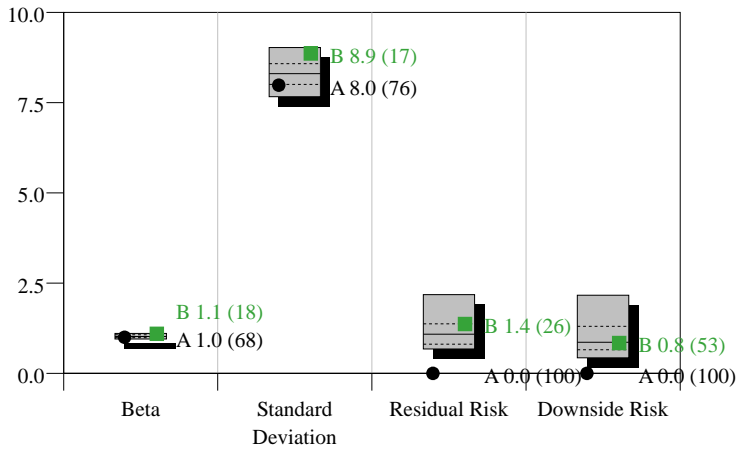 10.0
7.5
5.0
2.5
0.0
B 8.9 (17)
A 8.0 (76)
B 1.1 (18)
A 1.0 (68)
B 1.4 (26)
A 0.0 (100)
B 0.8 (53)
A 0.0 (100)
Beta
Standard
Deviation
Residual Risk
Downside Risk